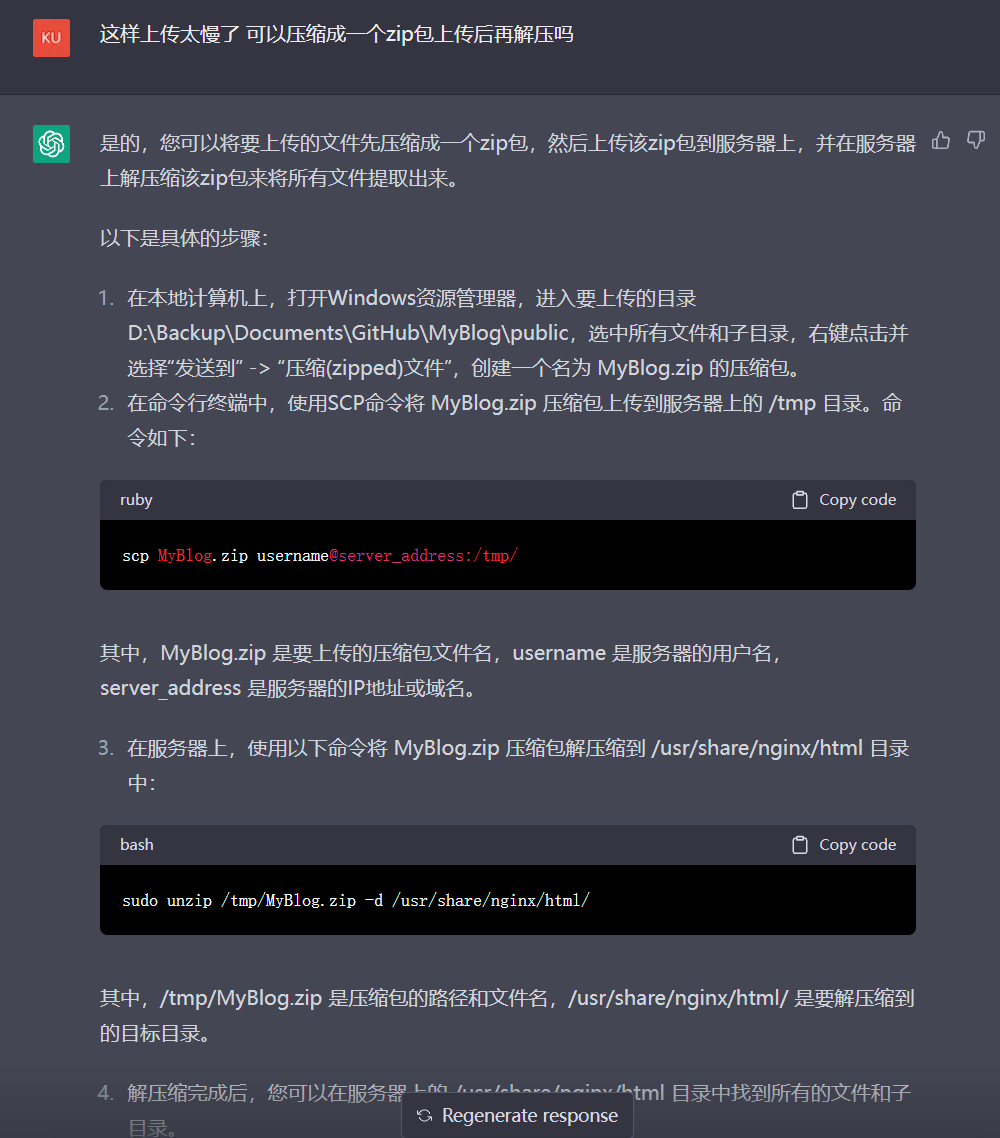 KU
这样上传太慢了 可以压缩成一个zip包上传后再解压吗
是的，您可以将要上传的文件先压缩成一个zip包，然后上传该zip包到服务器上，并在服务器
上解压缩该zip包来将所有文件提取出来。
以下是具体的步骤：
1. 在本地计算机上，打开Windows资源管理器，进入要上传的目录
D:\Backup\Documents\GitHub\MyBlog\public，选中所有文件和子目录，右键点击并
选择“发送到” -> “压缩(zipped)文件”，创建一个名为 MyBlog.zip 的压缩包。
2. 在命令行终端中，使用SCP命令将 MyBlog.zip 压缩包上传到服务器上的 /tmp 目录。命
令如下：
ruby Copy code
scp MyBlog.zip username@server_address:/tmp/
其中，MyBlog.zip 是要上传的压缩包文件名，username 是服务器的用户名，
server_address 是服务器的IP地址或域名。
3. 在服务器上，使用以下命令将 MyBlog.zip 压缩包解压缩到 /usr/share/nginx/html 目录
中：
bash Copy code
sudo unzip /tmp/MyBlog.zip -d /usr/share/nginx/html/
其中，/tmp/MyBlog.zip 是压缩包的路径和文件名，/usr/share/nginx/html/ 是要解压缩到
的目标目录。
4. 解压缩完成后，您可以在服务器上的 /usr/share/nginx/html 目录中找到所有的文件和子
目录。
Regenerate response